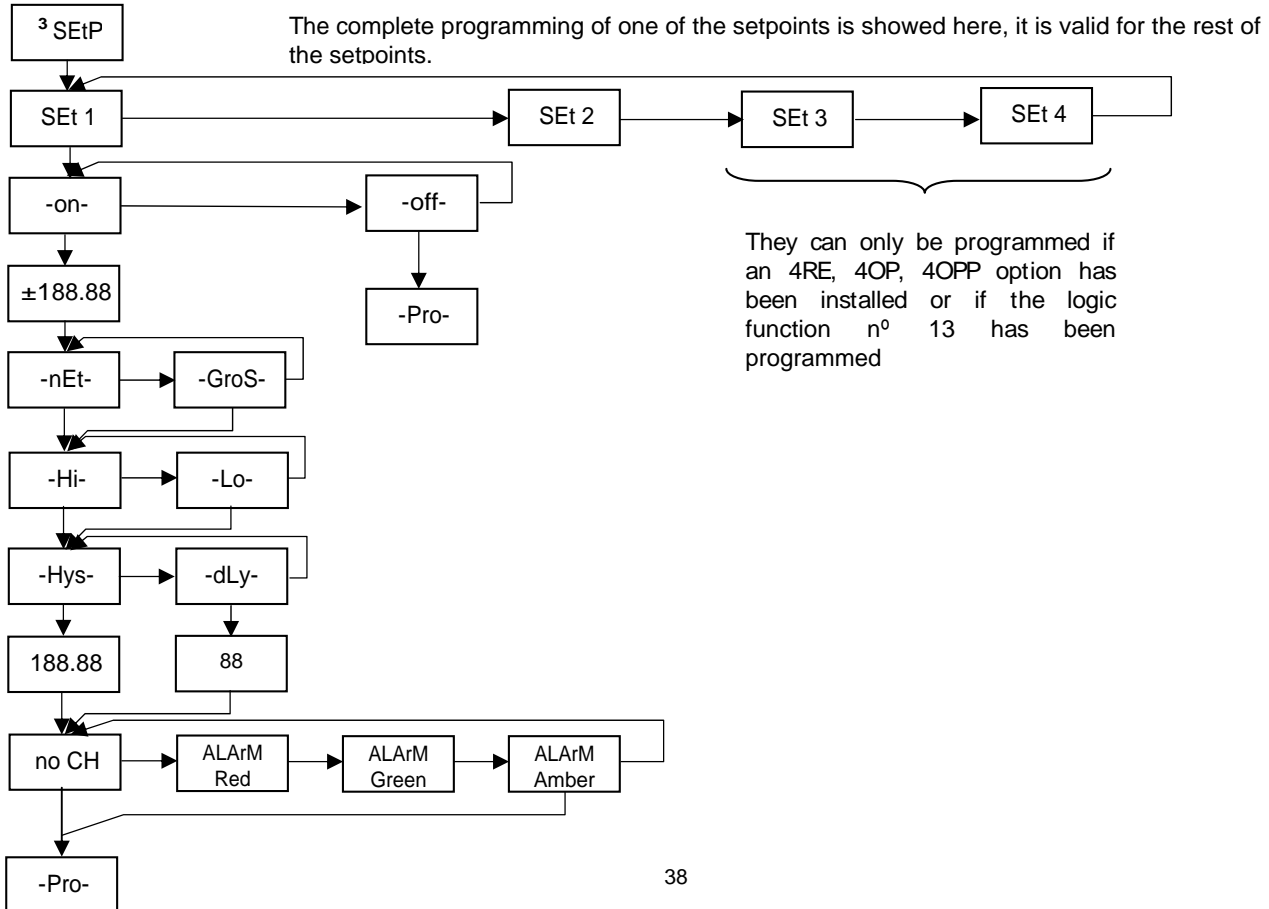 ³ SEtP
The complete programming of one of the setpoints is showed here, it is valid for the rest of
the setpoints.
SEt 1
SEt 2
SEt 3
SEt 4
-on-
-off-
±188.88
-Pro-
They can only be programmed if
an 4RE, 4OP, 4OPP option has
been installed or if the logic
function nº 13 has been
programmed
-nEt-
-GroS-
-Hi-
-Lo-
-Hys-
-dLy-
188.88
88
no CH
ALArM
Red
ALArM
Green
ALArM
Amber
-Pro-
38